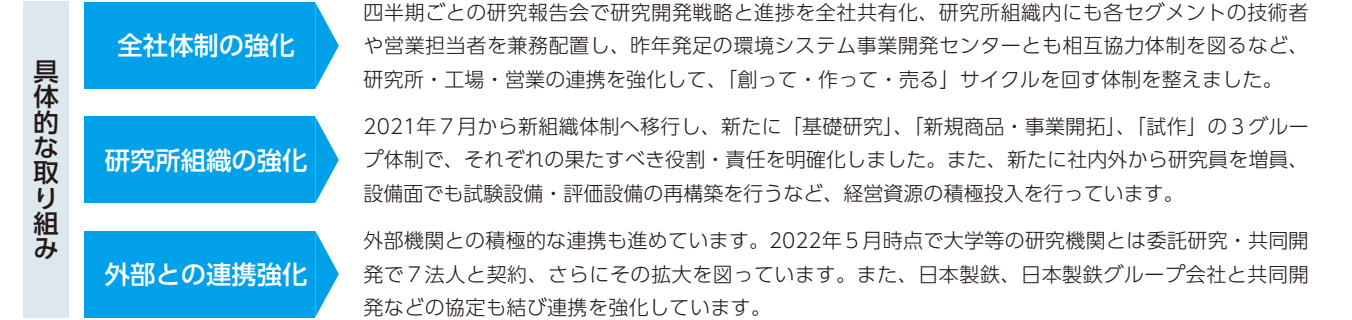 具体的な取り組み
全社体制の強化
四半期ごとの研究報告会で研究開発戦略と進捗を全社共有化、研究所組織内にも各セグメントの技術者
や営業担当者を兼務配置し、昨年発足の環境システム事業開発センターとも相互協力体制を図るなど、
研究所・工場・営業の連携を強化して、「創って・作って・売る」サイクルを回す体制を整えました。
研究所組織の強化
2021年7月から新組織体制へ移行し、新たに「基礎研究」、「新規商品・事業開拓」、「試作」の3グルー
プ体制で、それぞれの果たすべき役割・責任を明確化しました。また、新たに社内外から研究員を増員、
設備面でも試験設備・評価設備の再構築を行うなど、経営資源の積極投入を行っています。
外部との連携強化
外部機関との積極的な連携も進めています。2022年5月時点で大学等の研究機関とは委託研究・共同開
発で7法人と契約、さらにその拡大を図っています。また、日本製鉄、日本製鉄グループ会社と共同開
発などの協定も結び連携を強化しています。